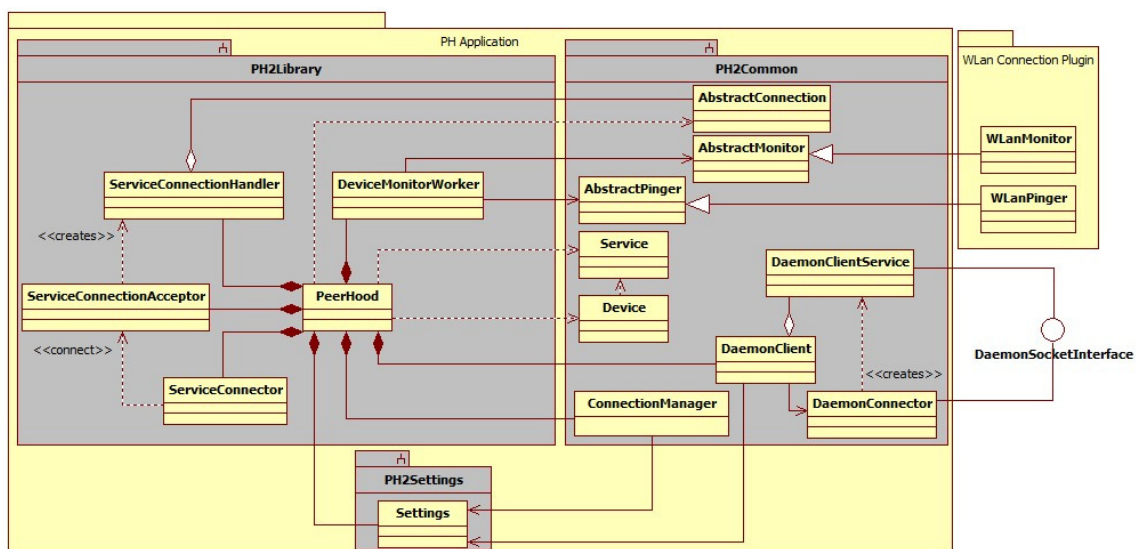 PH Application
PH2Library
PH2Common
WLan Connection Plugin
AbstractConnection
AbstractMonitor
WLanMonitor
ServiceConnectionHandler
DeviceMonitorWorker
AbstractPinger
WLanPinger
<<creates>>
Service
DaemonClientService
ServiceConnectionAcceptor
PeerHood
Device
<<connect>>
DaemonClient
DaemonSocketInterface
<<creates>>
ServiceConnector
ConnectionManager
DaemonConnector
PH2Settings
Settings